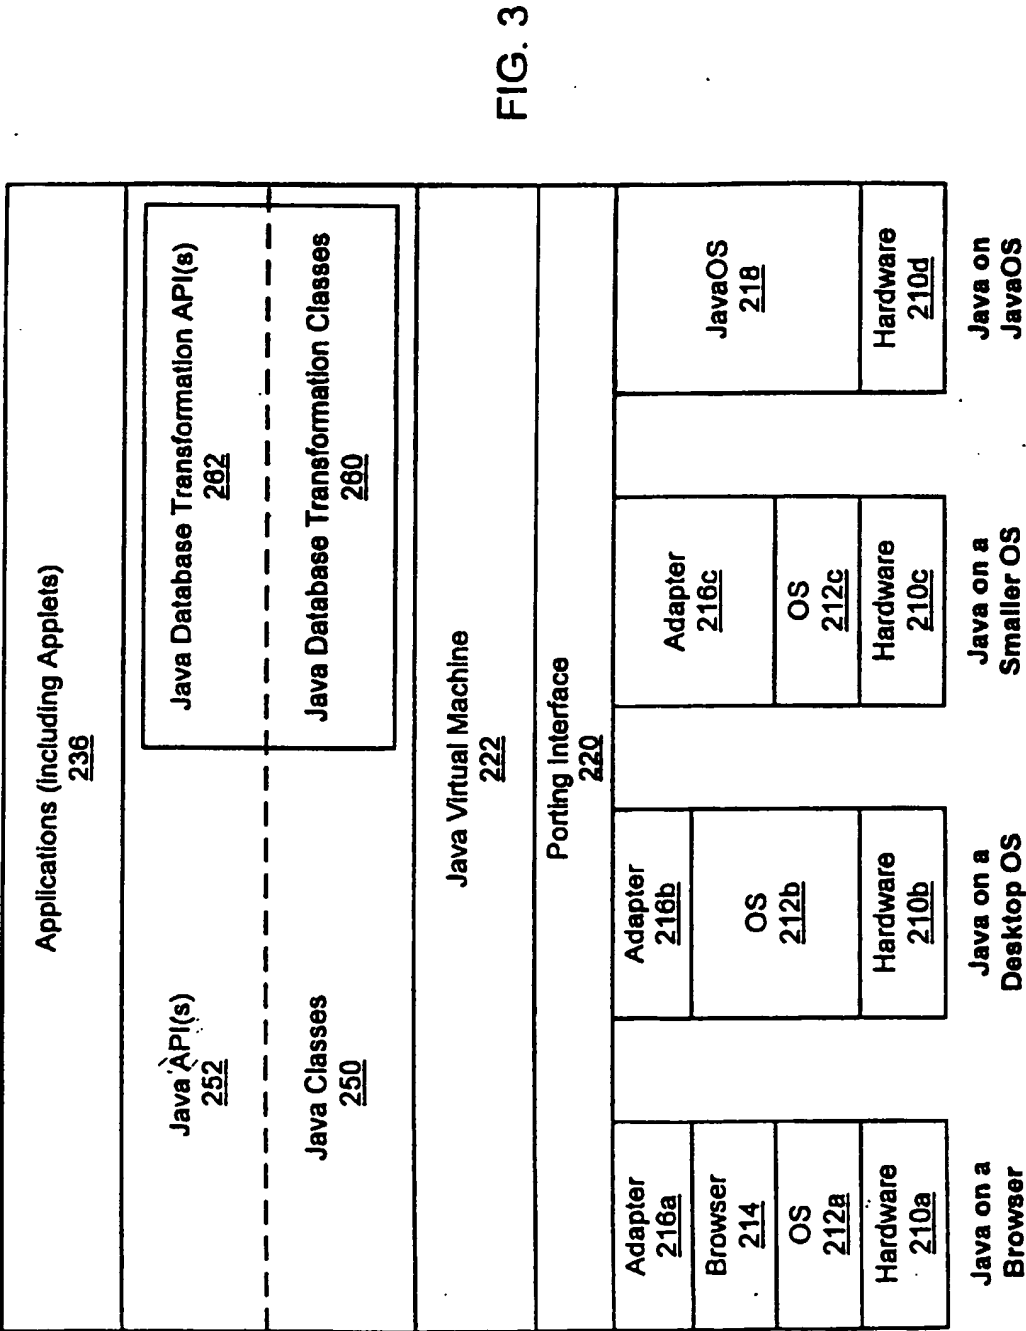 Applications (including Applets)
236
Java API(s)
252
Java Database Transformation API(s)
262
Java Classes
250
Java Database Transformation Classes
260
Java Virtual Machine
222
Porting Interface
220
Adapter
216a
Browser
214
OS
212a
Hardware
210a
Java on a
Browser
Adapter
216b
OS
212b
Hardware
210b
Java on a
Desktop OS
Adapter
216c
OS
212c
Hardware
210c
Java on a
Smaller OS
JavaOS
218
Hardware
210d
Java on
JavaOS
FIG. 3